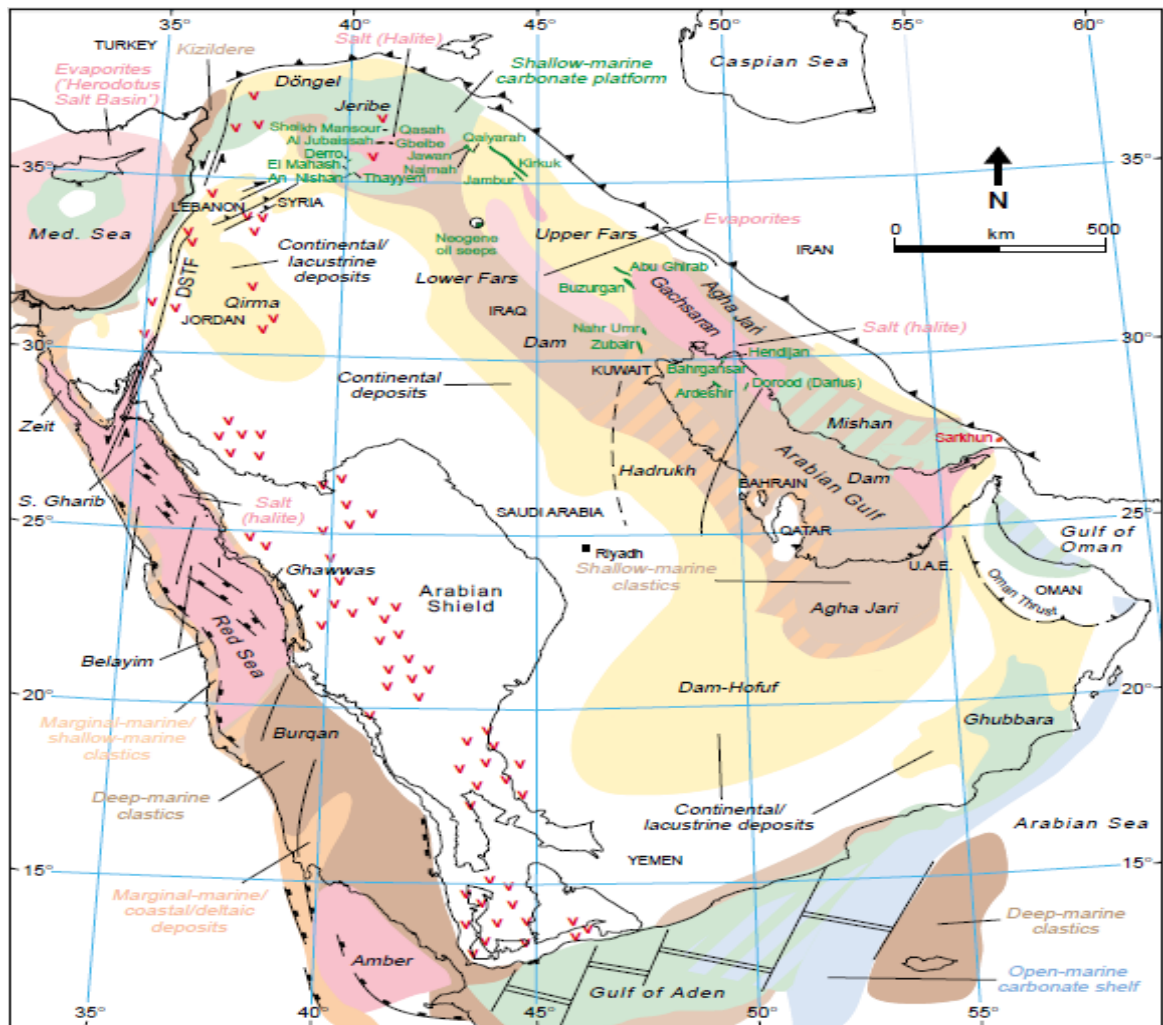 35°
40°
45°
50°
55°
60°
TURKEY
Kizildere
Salt (Halite)
Caspian Sea
Evaporites
('Herodotus
Salt Basin')
Döngel
Shallow-marine
carbonate platform
Jeribe
Sheikh Mansour
Qasah
Qaiyarah
Al Jubaissah
Gbeibe
Derro
Jawan
Kirkuk
El Mahash
Najmah
An Nishan
Thayyem
Jambur
35°
35°
N
0
500
km
LEBANON
SYRIA
Med. Sea
Neogene
oil seeps
Upper Fars
Evaporites
IRAN
Continental/
lacustrine
deposits
DSTF
Lower Fars
Abu Ghirab
Buzurgan
Gachsaran
Agha Jari
Qirma
JORDAN
IRAQ
Nahr Umr
Zubair
Salt (halite)
30°
30°
Dam
KUWAIT
Hendijan
Bahrgansar
Dorood (Darius)
Ardeshir
Continental
deposits
Zeit
Mishan
Sarkhun
S. Gharib
Salt
(halite)
Hadrukh
Dam
Arabian Gulf
BAHRAIN
SAUDI ARABIA
QATAR
25°
25°
Gulf of
Oman
Riyadh
Shallow-marine
clastics
U.A.E.
Oman Thrust
OMAN
Ghawwas
Arabian
Shield
Agha Jari
Red Sea
Belayim
20°
20°
Dam-Hofuf
Ghubbara
Marginal-marine/
shallow-marine
clastics
Burqan
Deep-marine
clastics
Continental/
lacustrine deposits
Arabian Sea
YEMEN
15°
15°
Marginal-marine/
coastal/deltaic
deposits
Deep-marine
clastics
Amber
Gulf of Aden
Open-marine
carbonate shelf
35°
40°
45°
50°
55°